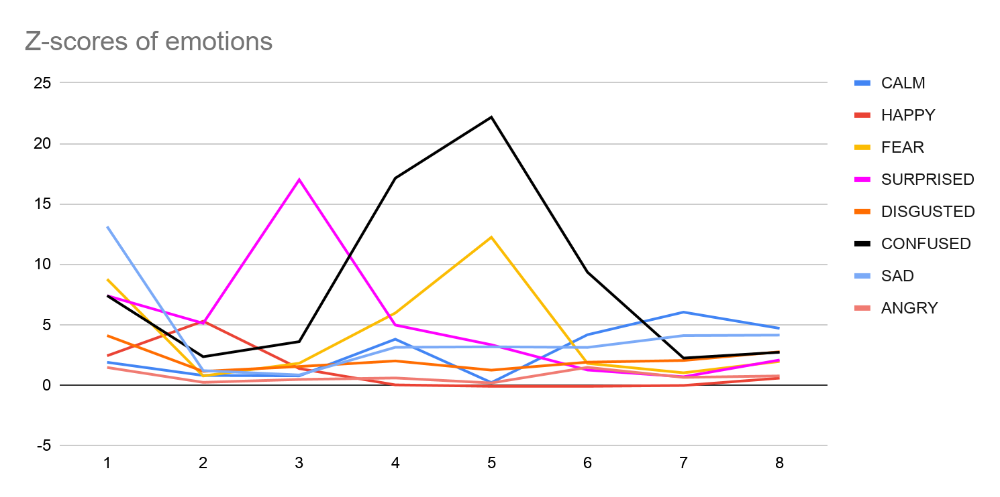 Z-scores of emotions
25
20
15
10
5
0
-5
1 2 3 4 5 6 7 8
CALM
HAPPY
FEAR
SURPRISED
DISGUSTED
CONFUSED
SAD
ANGRY